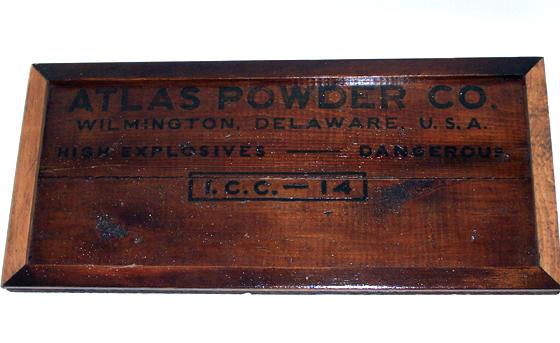 ATLAS POWDER CO.
WILMINGTON, DELAWARE, U.S.A.
HIGH EXPLOSIVES — DANGEROUS
I.C.C. — 14